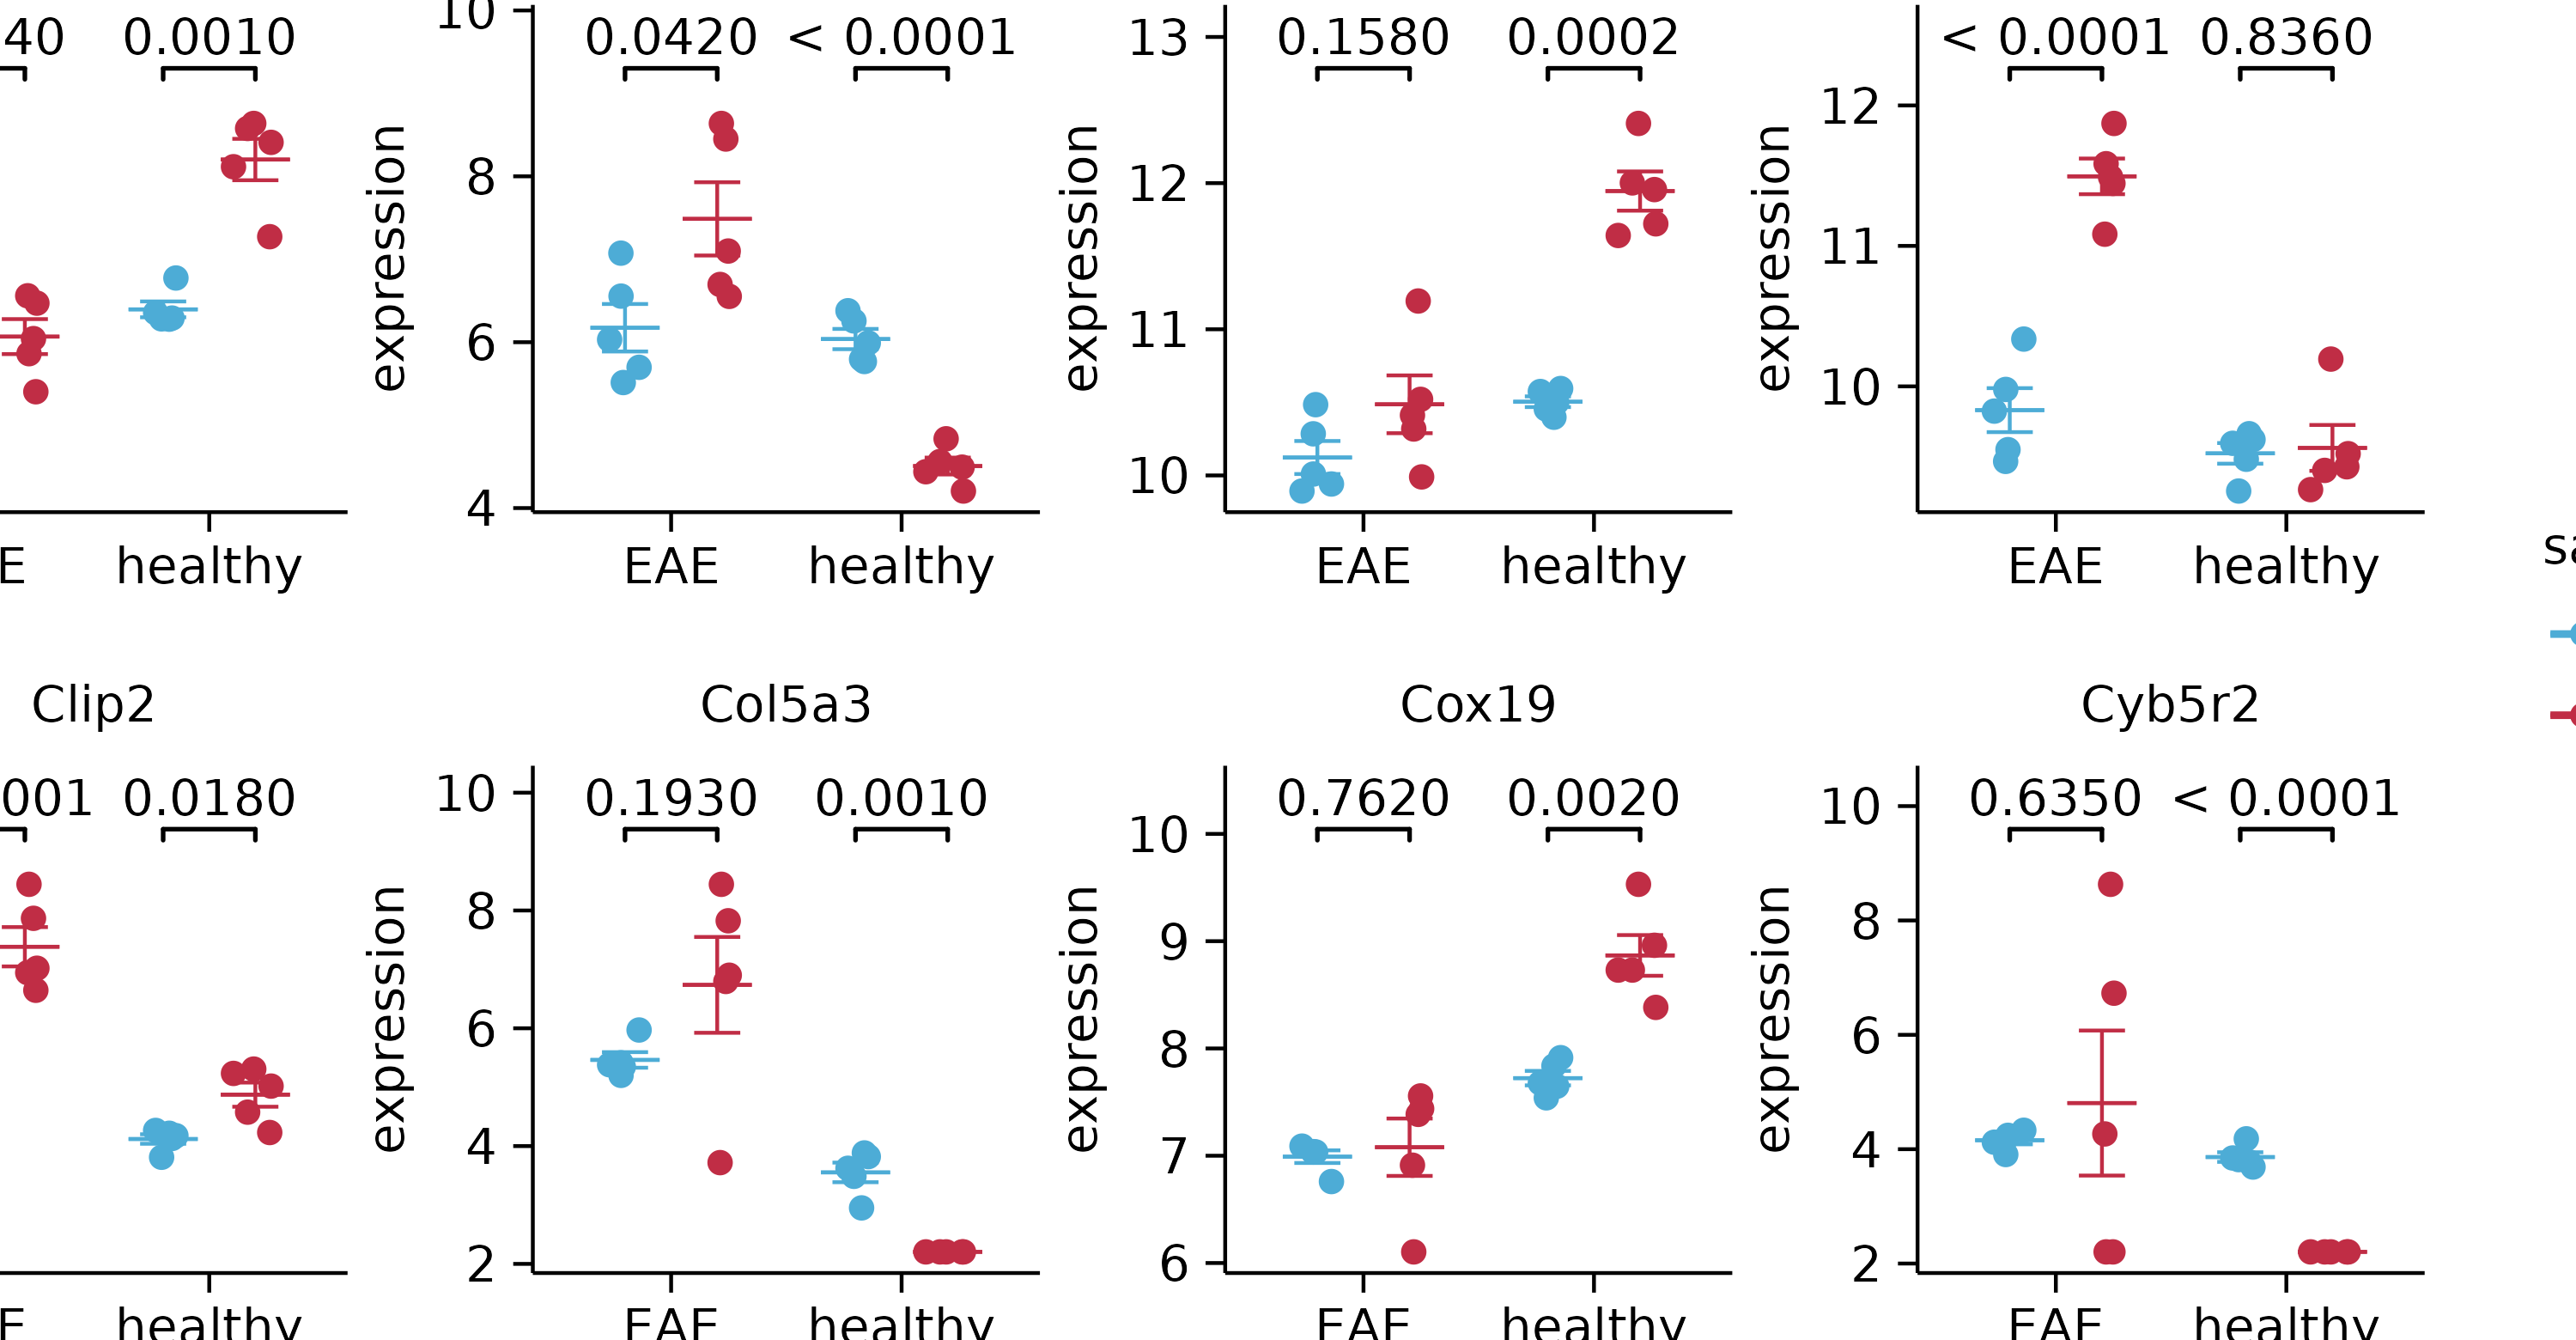 40 0.0010
10 0.0420 < 0.0001
13 0.1580 0.0002
< 0.0001 0.8360
expression
8
6
4
expression
12
11
10
expression
12
11
10
E healthy
EAE healthy
EAE healthy
EAE healthy
sa
Clip2
Col5a3
Cox19
Cyb5r2
001 0.0180
10 0.1930 0.0010
0.7620 0.0020
0.6350 < 0.0001
expression
8
6
4
2
expression
10
9
8
7
6
expression
10
8
6
4
2
E healthy
EAE healthy
EAE healthy
EAE healthy